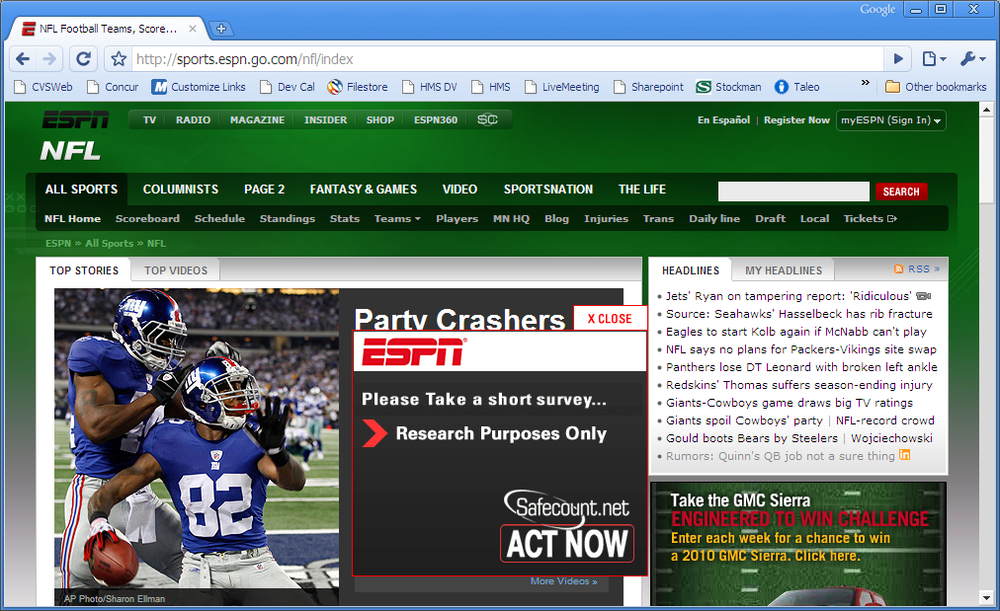 Google
NFL Football Teams, Score...
http://sports.espn.go.com/nfl/index
CVSWeb Concur Customize Links Dev Cal Filestore HMS DV HMS LiveMeeting Sharepoint Stockman Taleo » Other bookmarks
ESPN TV RADIO MAGAZINE INSIDER SHOP ESPN360 SC En Español | Register Now myESPN (Sign In)
NFL
ALL SPORTS COLUMNISTS PAGE 2 FANTASY & GAMES VIDEO SPORTSNATION THE LIFE SEARCH
NFL Home Scoreboard Schedule Standings Stats Teams Players MN HQ Blog Injuries Trans Daily line Draft Local Tickets
ESPN » All Sports » NFL
TOP STORIES TOP VIDEOS
Party Crashers
X CLOSE
ESPN
Please Take a short survey...
Research Purposes Only
Safecount.net
ACT NOW
More Videos »
82
AP Photo/Sharon Ellman
HEADLINES MY HEADLINES RSS »
• Jets' Ryan on tampering report: 'Ridiculous'
• Source: Seahawks' Hasselbeck has rib fracture
• Eagles to start Kolb again if McNabb can't play
• NFL says no plans for Packers-Vikings site swap
• Panthers lose DT Leonard with broken left ankle
• Redskins' Thomas suffers season-ending injury
• Giants-Cowboys game draws big TV ratings
• Giants spoil Cowboys' party | NFL-record crowd
• Gould boots Bears by Steelers | Wojciechowski
• Rumors: Quinn's QB job not a sure thing in
Take the GMC Sierra
ENGINEERED TO WIN CHALLENGE
Enter each week for a chance to win
a 2010 GMC Sierra. Click here.